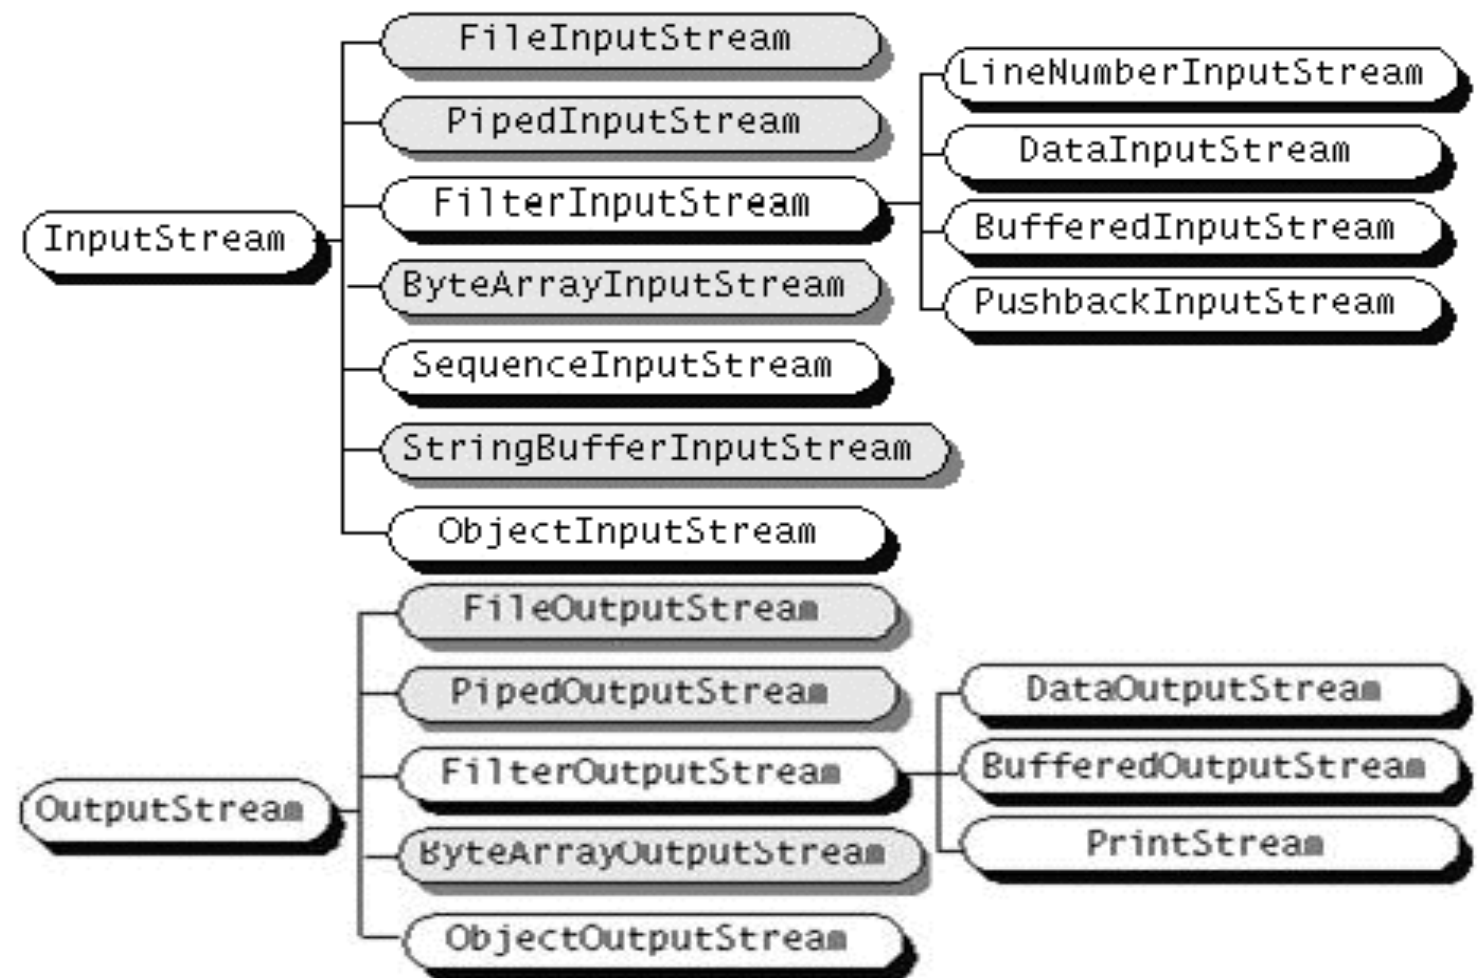 FileInputStream
LineNumberInputStream
PipedInputStream
DataInputStream
FilterInputStream
BufferedInputStream
InputStream
ByteArrayInputStream
PushbackInputStream
SequenceInputStream
StringBufferInputStream
ObjectInputStream
FileOutputStream
PipedOutputStream
DataOutputStream
FilterOutputStream
BufferedOutputStream
OutputStream
ByteArrayOutputStream
PrintStream
ObjectOutputStream